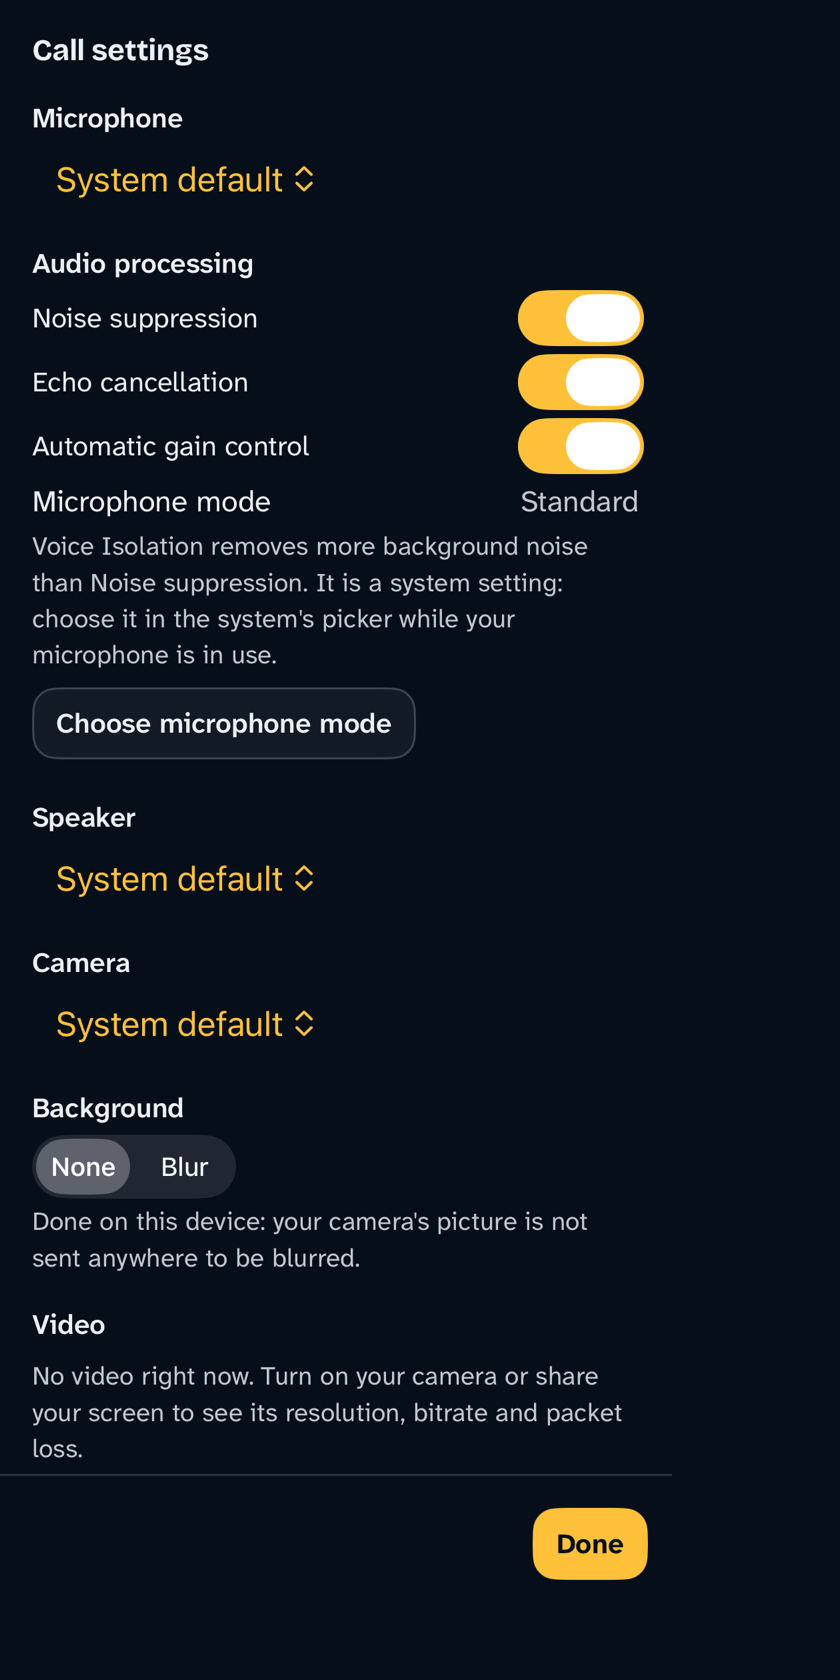 Call settings
Microphone
System default
Audio processing
Noise suppression
Echo cancellation
Automatic gain control
Microphone mode Standard
Voice Isolation removes more background noise
than Noise suppression. It is a system setting:
choose it in the system's picker while your
microphone is in use.
Choose microphone mode
Speaker
System default
Camera
System default
Background
None Blur
Done on this device: your camera's picture is not
sent anywhere to be blurred.
Video
No video right now. Turn on your camera or share
your screen to see its resolution, bitrate and packet
loss.
Done